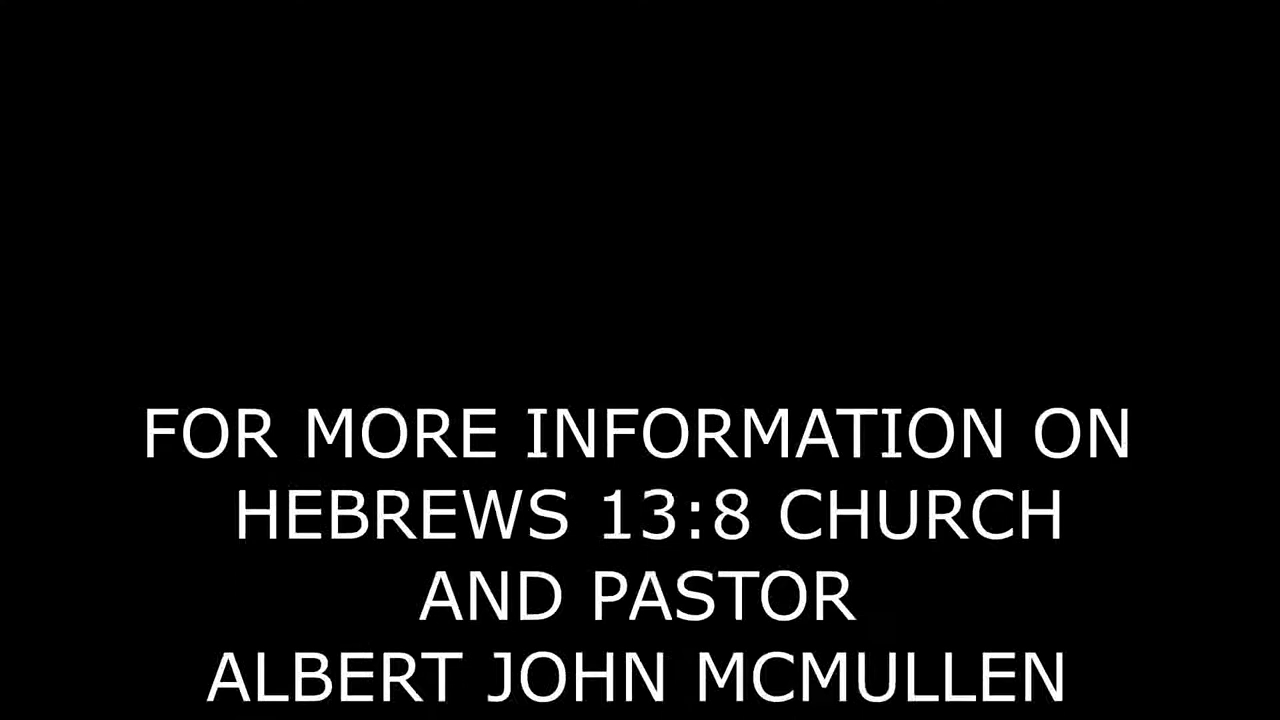 FOR MORE INFORMATION ON
HEBREWS 13:8 CHURCH
AND PASTOR
ALBERT JOHN MCMULLEN